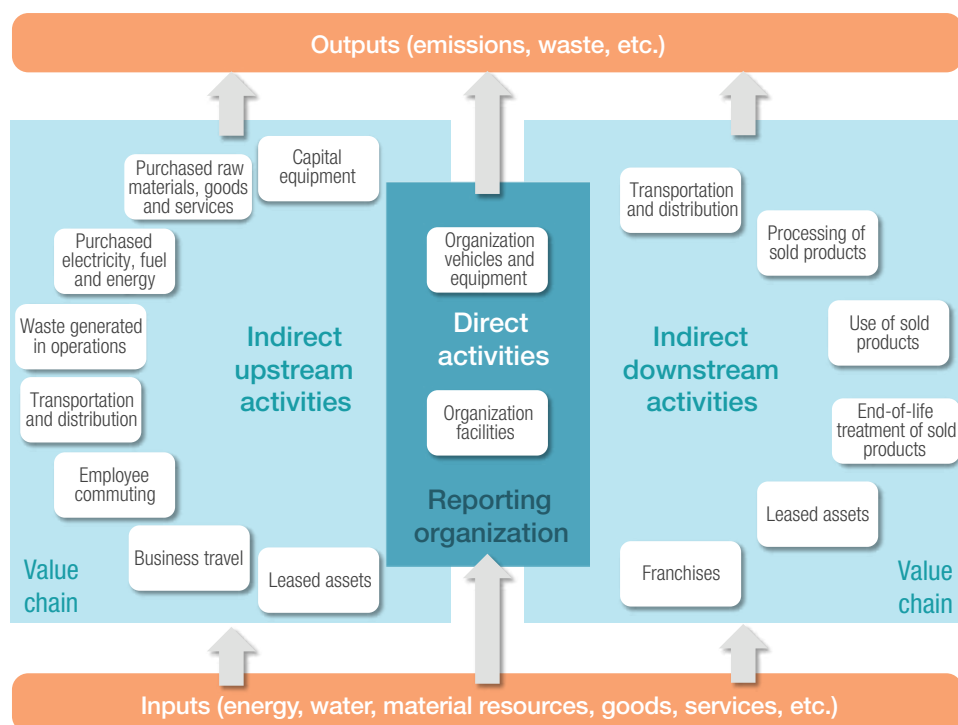 Outputs (emissions, waste, etc.)
Capital
equipment
Purchased raw
materials, goods
and services
Purchased
electricity, fuel
and energy
Waste generated
in operations
Transportation
and distribution
Employee
commuting
Business travel
Leased assets
Indirect
upstream
activities
Value
chain
Organization
vehicles and
equipment
Direct
activities
Organization
facilities
Reporting
organization
Transportation
and distribution
Processing of
sold products
Use of sold
products
End-of-life
treatment of sold
products
Leased assets
Franchises
Indirect
downstream
activities
Value
chain
Inputs (energy, water, material resources, goods, services, etc.)